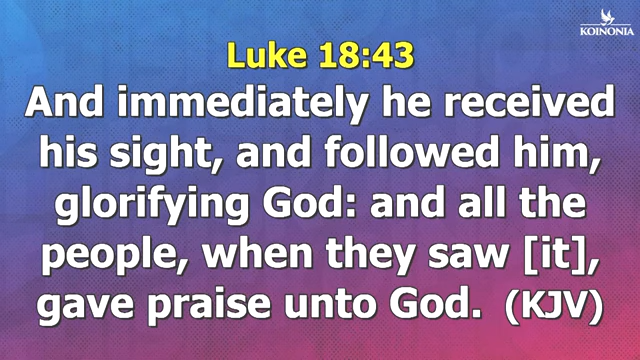 KOINONIA
Luke 18:43
And immediately he received
his sight, and followed him,
glorifying God: and all the
people, when they saw [it],
gave praise unto God. (KJV)